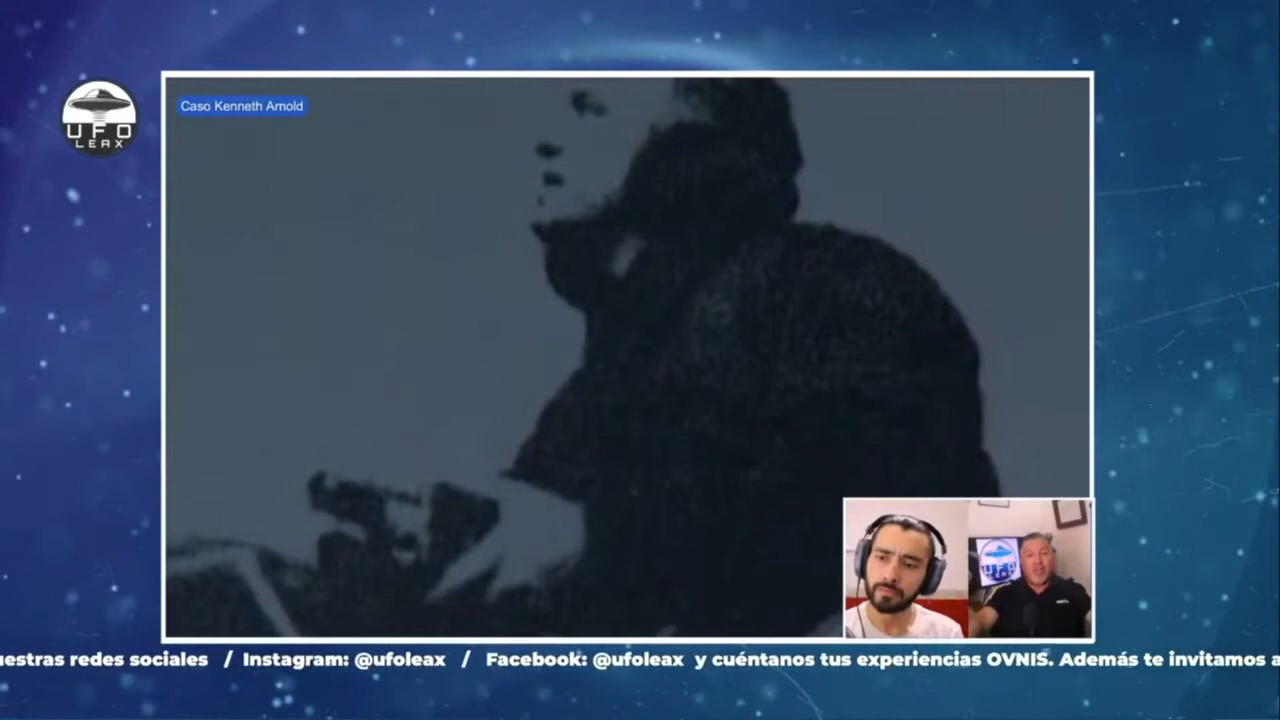 Caso Kenneth Arnold
UFO
LEAX
UFO
uestras redes sociales / Instagram: @ufoleax / Facebook: @ufoleax y cuéntanos tus experiencias OVNIS. Además te invitamos a